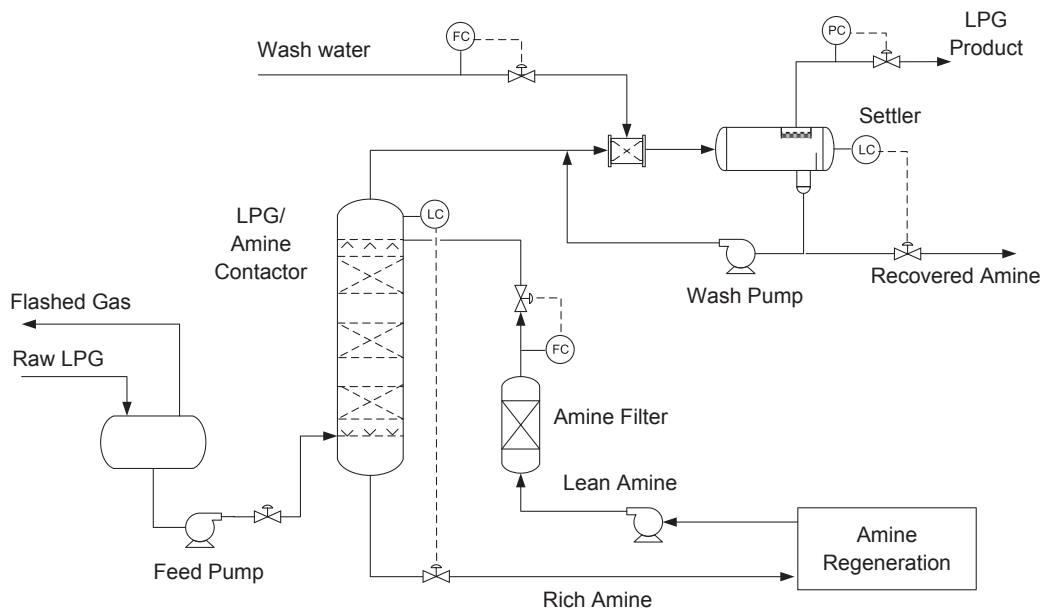 Wash water
FC
PC
LPG
Product
Settler
LC
LPG/
Amine
Contactor
LC
Wash Pump
Recovered Amine
Flashed Gas
Raw LPG
FC
Amine Filter
Lean Amine
Feed Pump
Amine
Regeneration
Rich Amine